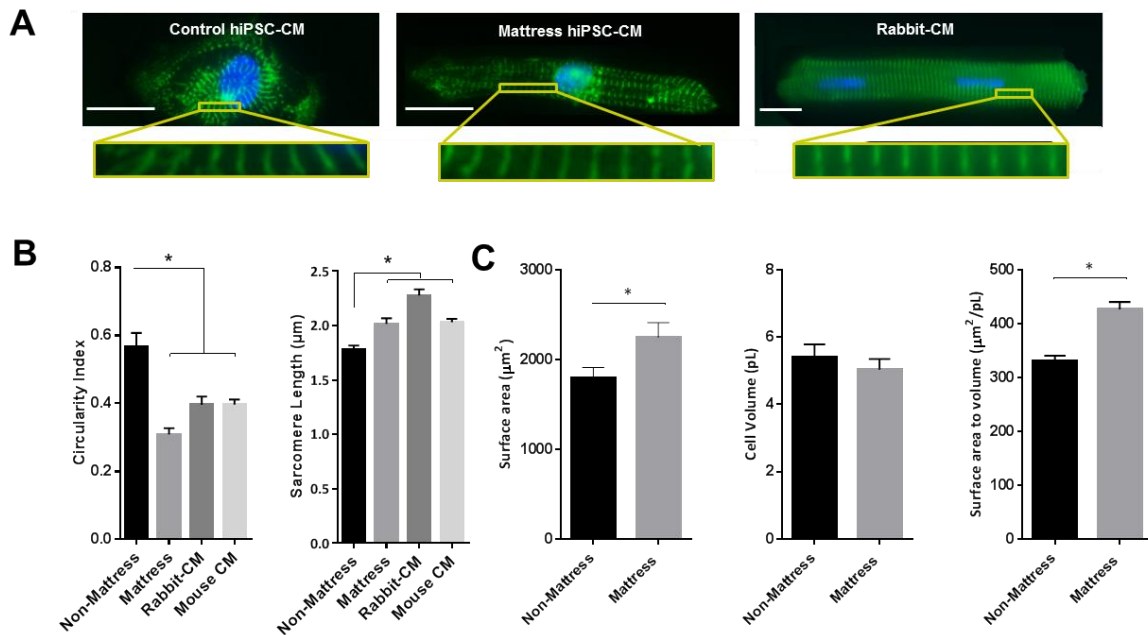 A
Control hiPSC-CM
Mattress hiPSC-CM
Rabbit-CM
B
0.8
0.6
0.4
0.2
0.0
Circularity Index
*
Non-Mattress
Mattress
Rabbit-CM
Mouse CM
2.5
2.0
1.5
1.0
0.5
0.0
Sarcomere Length (μm)
*
Non-Mattress
Mattress
Rabbit-CM
Mouse CM
C
3000
2000
1000
0
Surface area (μm²)
*
Non-Mattress
Mattress
8
6
4
2
0
Cell Volume (pL)
Non-Mattress
Mattress
500
400
300
200
100
0
Surface area to volume (μm²/pL)
*
Non-Mattress
Mattress